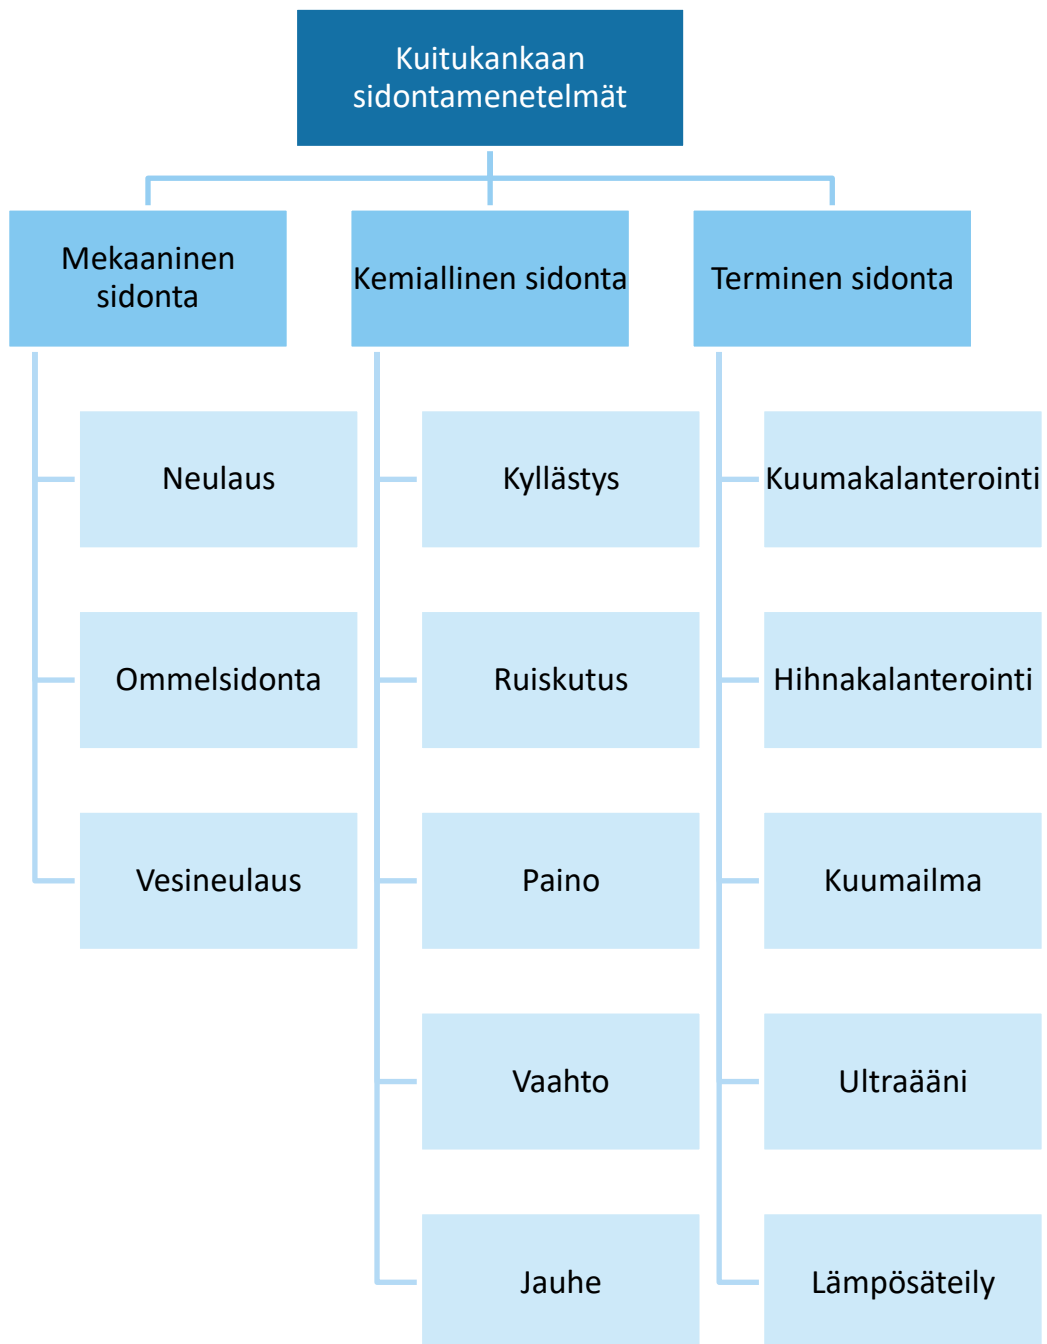 Kuitukankaan
sidontamenetelmät
Mekaaninen
sidonta
Neulaus
Ommelsidonta
Vesineulaus
Kemiallinen sidonta
Kyllästys
Ruiskutus
Paino
Vaahto
Jauhe
Terminen sidonta
Kuumakalanterointi
Hihnakalanterointi
Kuumailma
Ultraääni
Lämpösäteily